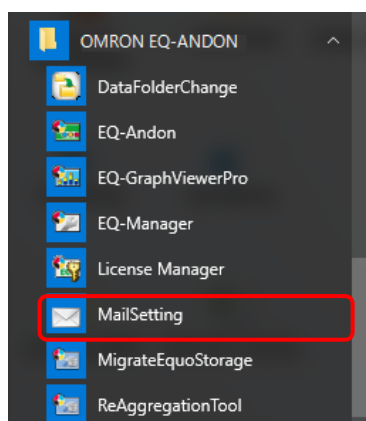 OMRON EQ-ANDON
DataFolderChange
EQ-Andon
EQ-GraphViewerPro
EQ-Manager
License Manager
MailSetting
MigrateEquoStorage
ReAggregationTool